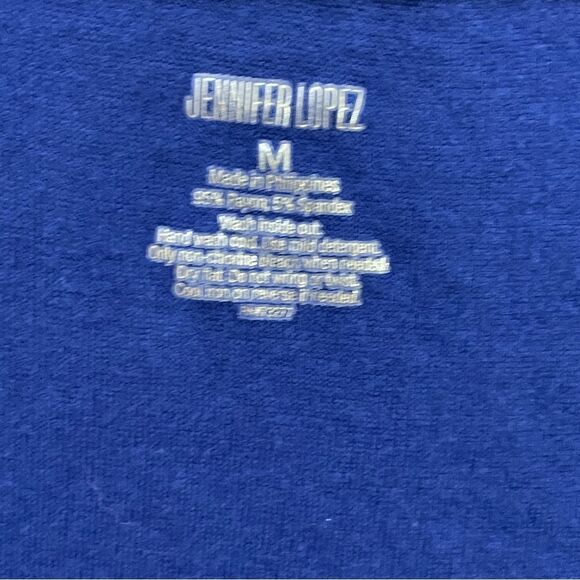 JENNIFER LOPEZ
M
Made in Philippines
95% Rayon, 5% Spandex
Wash inside out.
Hand wash cold. Use mild detergent.
Only non-chlorine bleach when needed.
Dry flat. Do not wring or twist.
Cool iron on reverse if needed.